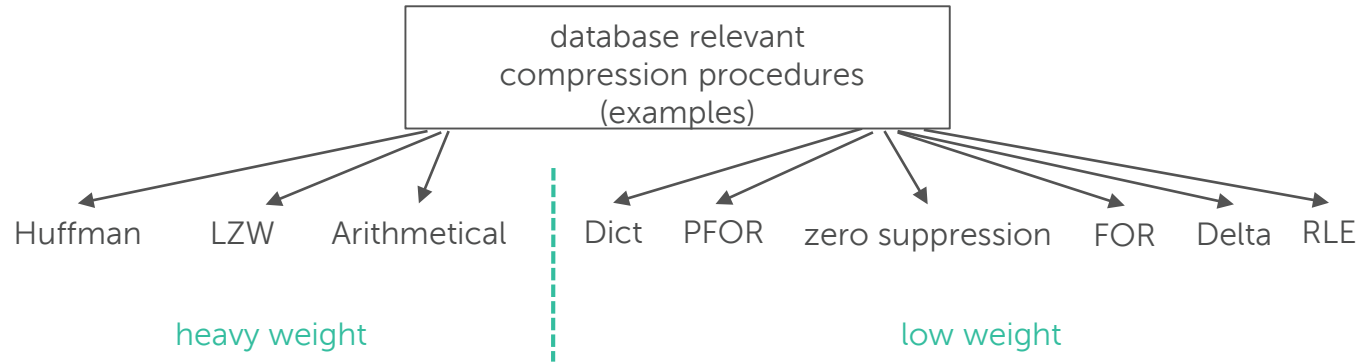 database relevant
compression procedures
(examples)
Huffman LZW Arithmetical Dict PFOR zero suppression FOR Delta RLE
heavy weight low weight